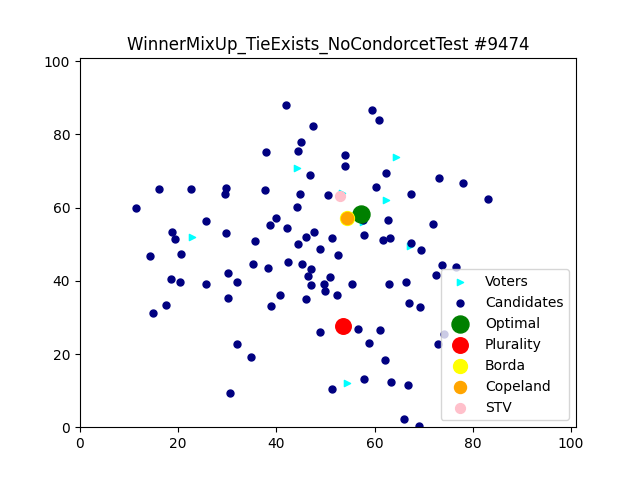 WinnerMixUp_TieExists_NoCondorcetTest #9474
100
80
60
40
20
0
0 20 40 60 80 100
Voters
Candidates
Optimal
Plurality
Borda
Copeland
STV